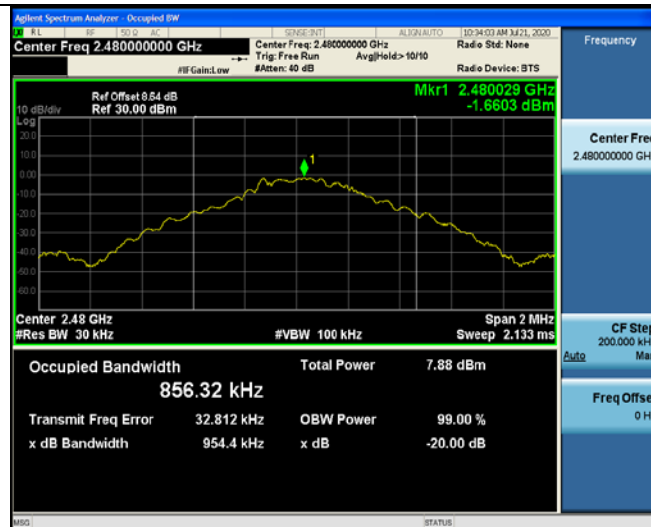 Agilent Spectrum Analyzer - Occupied BW
RL RF 50 Ω AC SENSE:INT ALIGN AUTO 10:34:03 AM Jul 21, 2020
Center Freq 2.480000000 GHz
Center Freq: 2.480000000 GHz
Radio Std: None
Trig: Free Run Avg|Hold:> 10/10
#IFGain:Low #Atten: 40 dB Radio Device: BTS
Frequency
Mkr1 2.480029 GHz
-1.6603 dBm
Ref Offset 8.64 dB
10 dB/div Ref 30.00 dBm
Log
20.0
10.0
0.00
-10.0
-20.0
-30.0
-40.0
-50.0
-60.0
1
Center 2.48 GHz Span 2 MHz
#Res BW 30 kHz #VBW 100 kHz Sweep 2.133 ms
Occupied Bandwidth Total Power 7.88 dBm
856.32 kHz
Transmit Freq Error 32.812 kHz OBW Power 99.00 %
x dB Bandwidth 954.4 kHz x dB -20.00 dB
Center Fre
2.480000000 GH
CF Step
200.000 kH
Auto Ma
Freq Offse
0 H
MSG STATUS